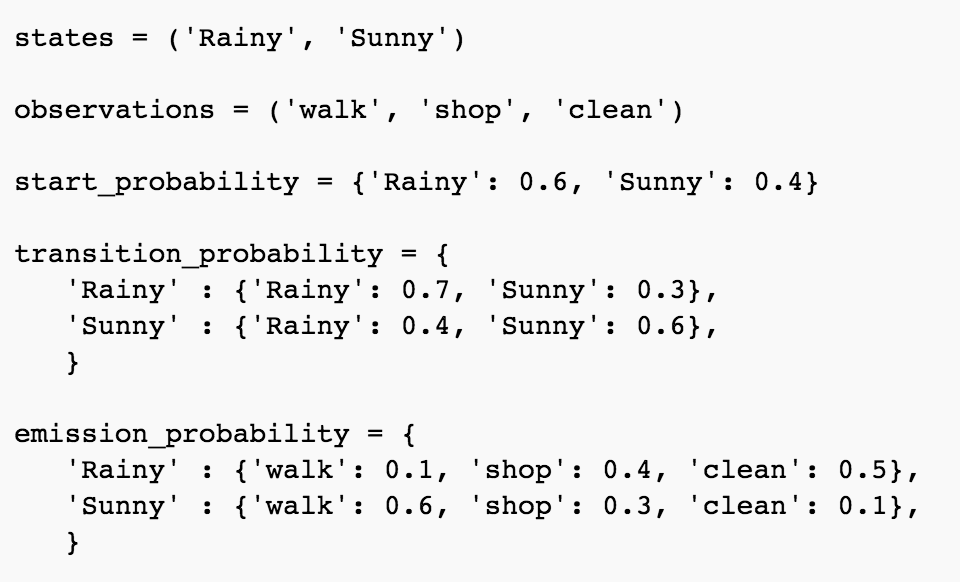 states = ('Rainy', 'Sunny')
observations = ('walk', 'shop', 'clean')
start_probability = {'Rainy': 0.6, 'Sunny': 0.4}
transition_probability = {
   'Rainy' : {'Rainy': 0.7, 'Sunny': 0.3},
   'Sunny' : {'Rainy': 0.4, 'Sunny': 0.6},
   }
emission_probability = {
   'Rainy' : {'walk': 0.1, 'shop': 0.4, 'clean': 0.5},
   'Sunny' : {'walk': 0.6, 'shop': 0.3, 'clean': 0.1},
   }